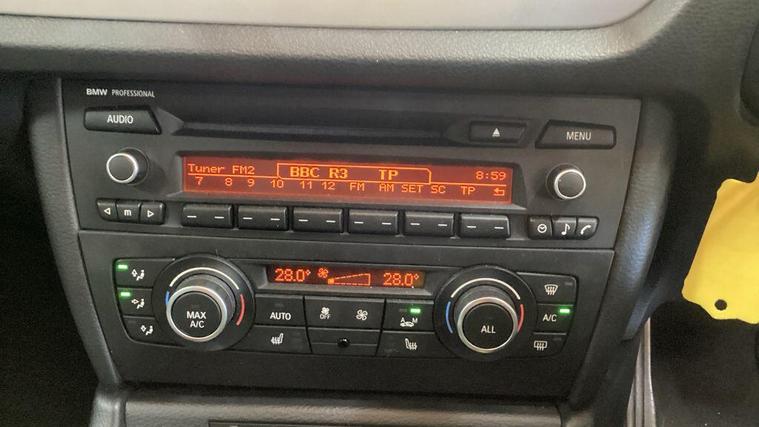 BMW PROFESSIONAL
AUDIO
MENU
Tuner FM2 BBC R3 TP 8:59
7 8 9 10 11 12 FM AM SET SC TP
m
28.0° 28.0°
MAX A/C
AUTO
OFF
A M
ALL
A/C